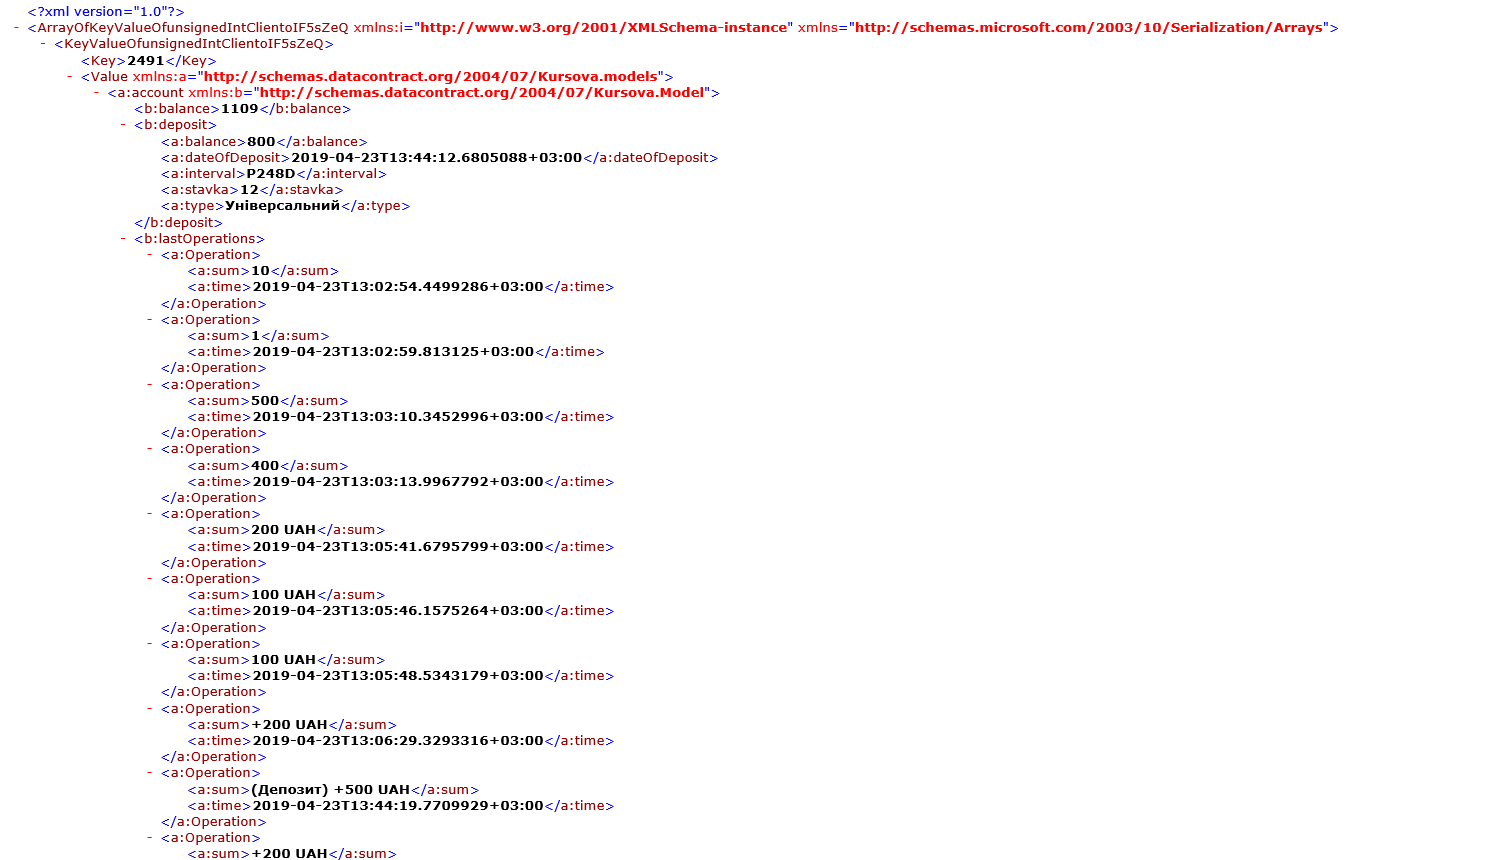 <?xml version="1.0"?>
- <ArrayOfKeyValueOfunsignedIntClientoIF5sZeQ xmlns:i="http://www.w3.org/2001/XMLSchema-instance" xmlns="http://schemas.microsoft.com/2003/10/Serialization/Arrays">
- <KeyValueOfunsignedIntClientoIF5sZeQ>
<Key>2491</Key>
- <Value xmlns:a="http://schemas.datacontract.org/2004/07/Kursova.models">
- <a:account xmlns:b="http://schemas.datacontract.org/2004/07/Kursova.Model">
<b:balance>1109</b:balance>
- <b:deposit>
<a:balance>800</a:balance>
<a:dateOfDeposit>2019-04-23T13:44:12.6805088+03:00</a:dateOfDeposit>
<a:interval>P248D</a:interval>
<a:stavka>12</a:stavka>
<a:type>Універсальний</a:type>
</b:deposit>
- <b:lastOperations>
- <a:Operation>
<a:sum>10</a:sum>
<a:time>2019-04-23T13:02:54.4499286+03:00</a:time>
</a:Operation>
- <a:Operation>
<a:sum>1</a:sum>
<a:time>2019-04-23T13:02:59.813125+03:00</a:time>
</a:Operation>
- <a:Operation>
<a:sum>500</a:sum>
<a:time>2019-04-23T13:03:10.3452996+03:00</a:time>
</a:Operation>
- <a:Operation>
<a:sum>400</a:sum>
<a:time>2019-04-23T13:03:13.9967792+03:00</a:time>
</a:Operation>
- <a:Operation>
<a:sum>200 UAH</a:sum>
<a:time>2019-04-23T13:05:41.6795799+03:00</a:time>
</a:Operation>
- <a:Operation>
<a:sum>100 UAH</a:sum>
<a:time>2019-04-23T13:05:46.1575264+03:00</a:time>
</a:Operation>
- <a:Operation>
<a:sum>100 UAH</a:sum>
<a:time>2019-04-23T13:05:48.5343179+03:00</a:time>
</a:Operation>
- <a:Operation>
<a:sum>+200 UAH</a:sum>
<a:time>2019-04-23T13:06:29.3293316+03:00</a:time>
</a:Operation>
- <a:Operation>
<a:sum>(Депозит) +500 UAH</a:sum>
<a:time>2019-04-23T13:44:19.7709929+03:00</a:time>
</a:Operation>
- <a:Operation>
<a:sum>+200 UAH</a:sum>